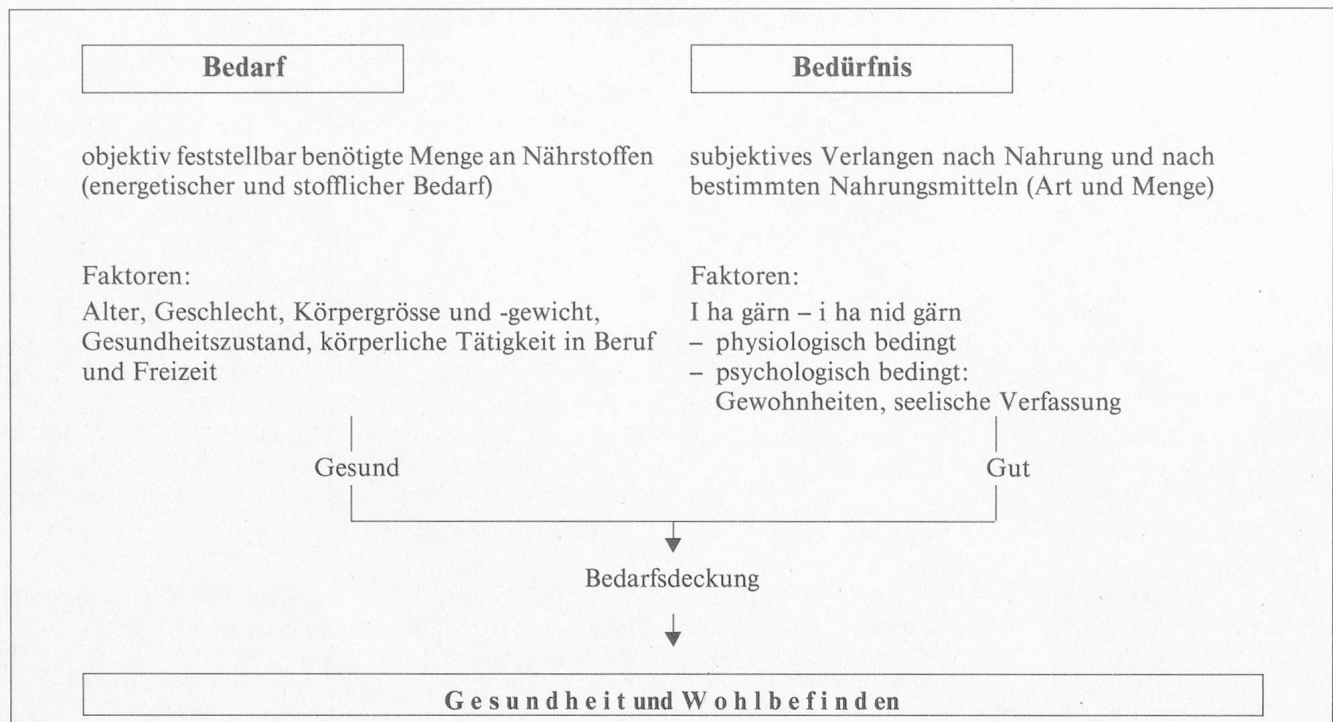 Bedarf
objektiv feststellbar benötigte Menge an Nährstoffen
(energetischer und stofflicher Bedarf)
Faktoren:
Alter, Geschlecht, Körpergrösse und -gewicht,
Gesundheitszustand, körperliche Tätigkeit in Beruf
und Freizeit
Gesund
Bedürfnis
subjektives Verlangen nach Nahrung und nach
bestimmten Nahrungsmitteln (Art und Menge)
Faktoren:
I ha gärn – i ha nid gärn
– physiologisch bedingt
– psychologisch bedingt:
Gewohnheiten, seelische Verfassung
Gut
Bedarfsdeckung
Gesundheit und Wohlbefinden